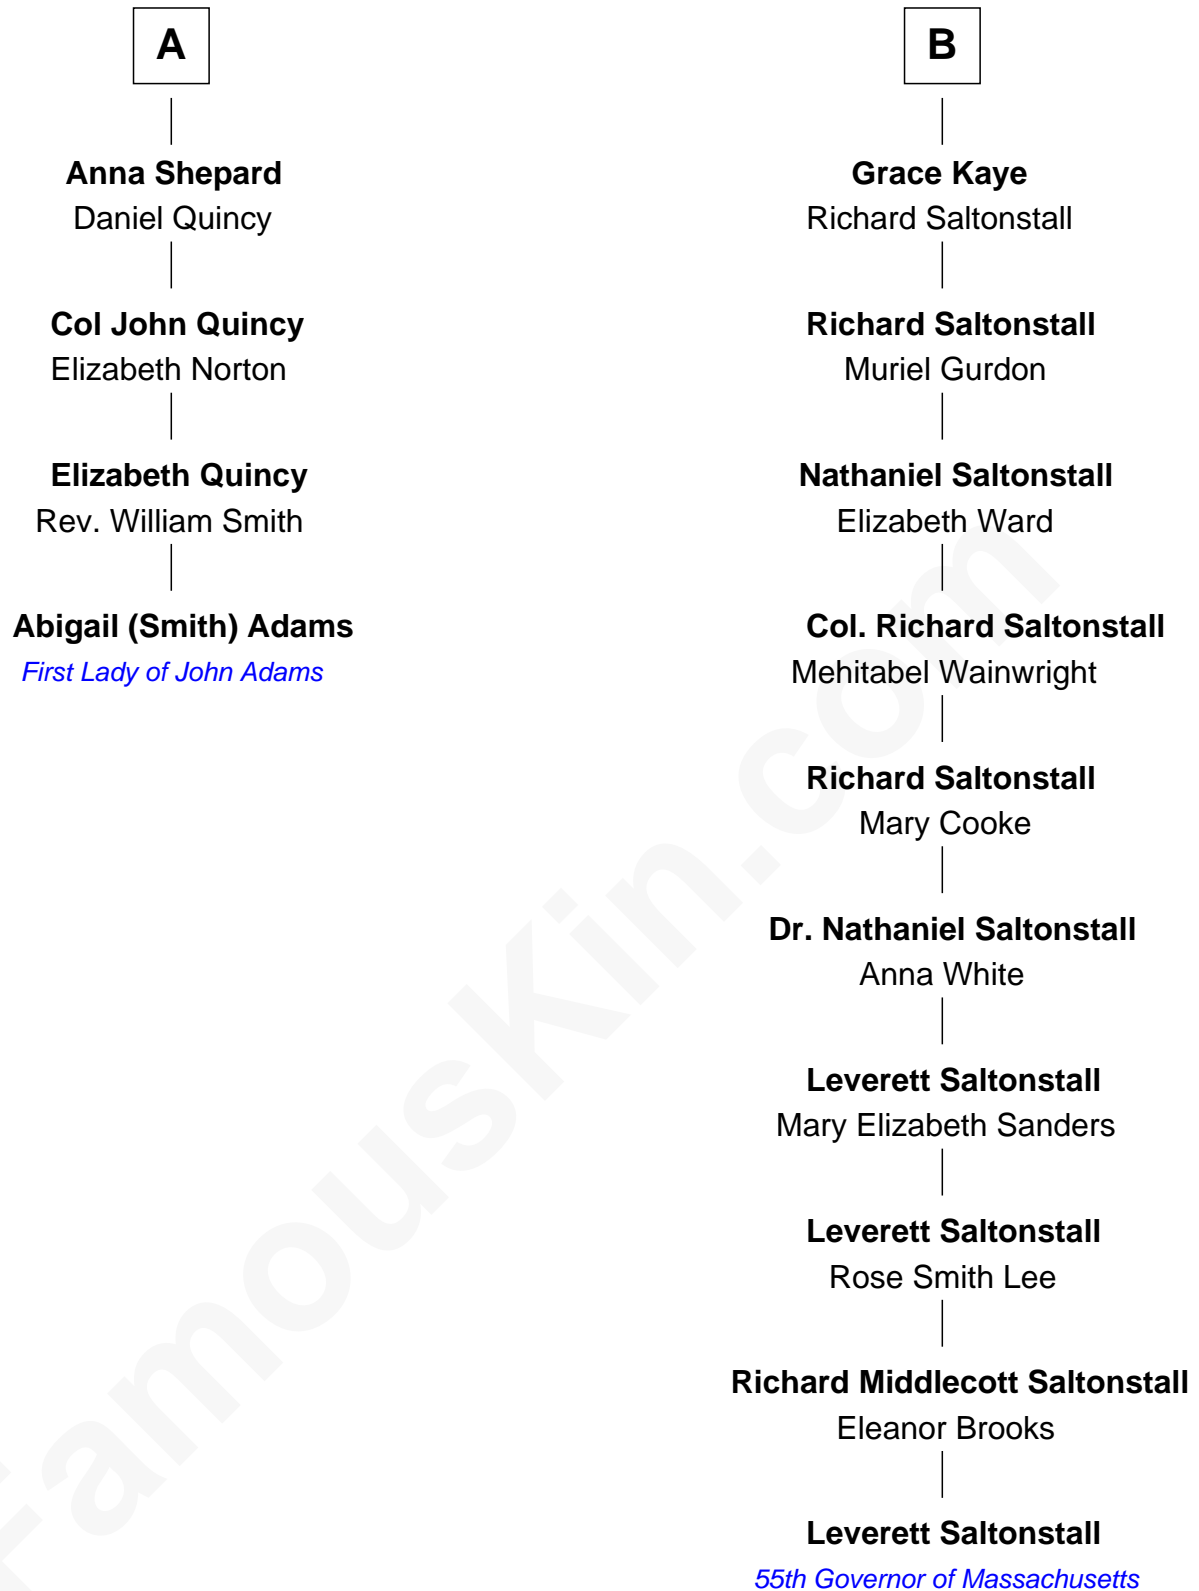 A
Anna Shepard
Daniel Quincy
Col John Quincy
Elizabeth Norton
Elizabeth Quincy
Rev. William Smith
Abigail (Smith) Adams
First Lady of John Adams
B
Grace Kaye
Richard Saltonstall
Richard Saltonstall
Muriel Gurdon
Nathaniel Saltonstall
Elizabeth Ward
Col. Richard Saltonstall
Mehitabel Wainwright
Richard Saltonstall
Mary Cooke
Dr. Nathaniel Saltonstall
Anna White
Leverett Saltonstall
Mary Elizabeth Sanders
Leverett Saltonstall
Rose Smith Lee
Richard Middlecott Saltonstall
Eleanor Brooks
Leverett Saltonstall
55th Governor of Massachusetts
FamousKin.com